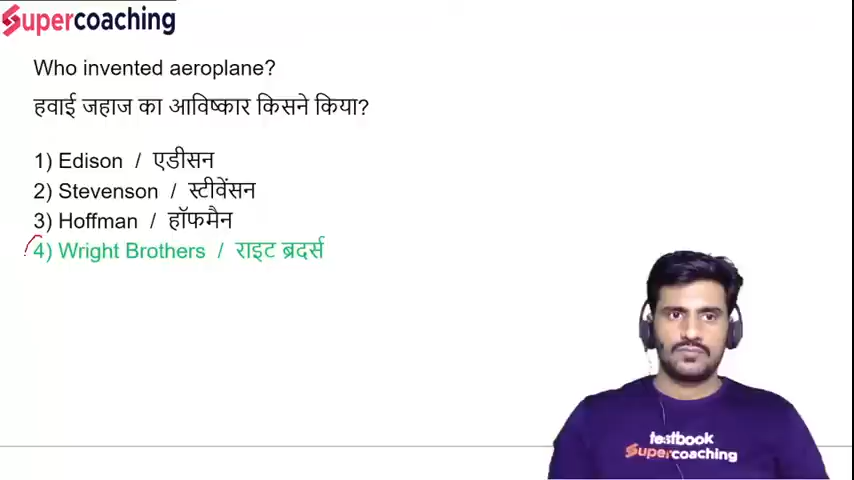 Supercoaching
Who invented aeroplane?
हवाई जहाज का आविष्कार किसने किया?
1) Edison / एडीसन
2) Stevenson / स्टीवेंसन
3) Hoffman / हॉफमैन
4) Wright Brothers / राइट ब्रदर्स
testbook
Supercoaching